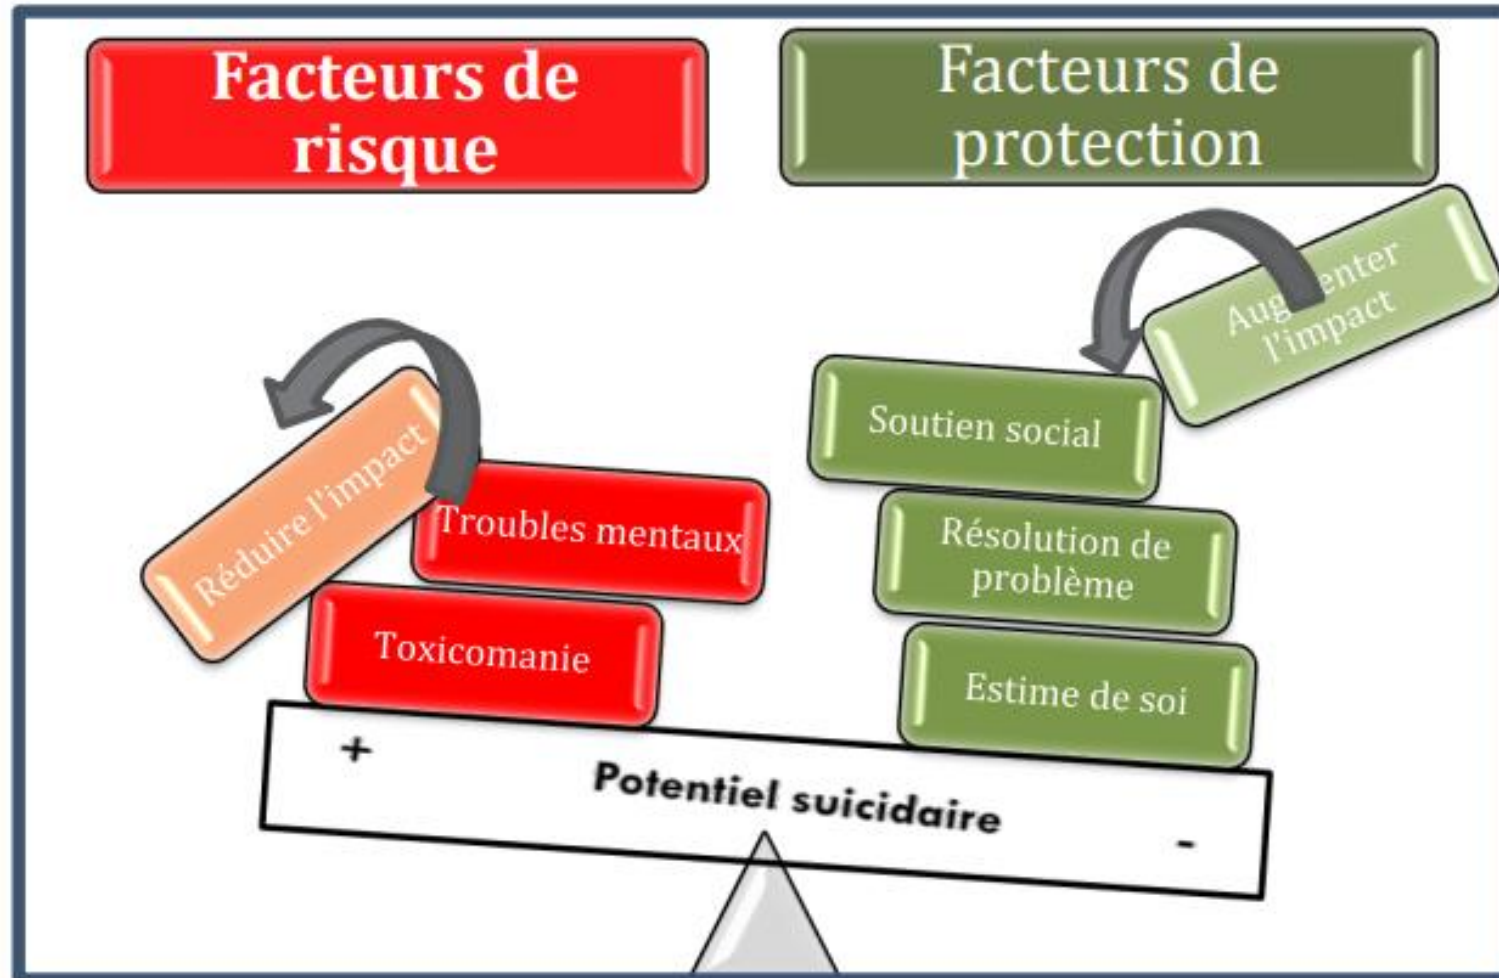 Facteurs de
risque
Facteurs de
protection
Réduire l'impact
Troubles mentaux
Toxicomanie
Augmenter
l'impact
Soutien social
Résolution de
problème
Estime de soi
+
Potentiel suicidaire
-